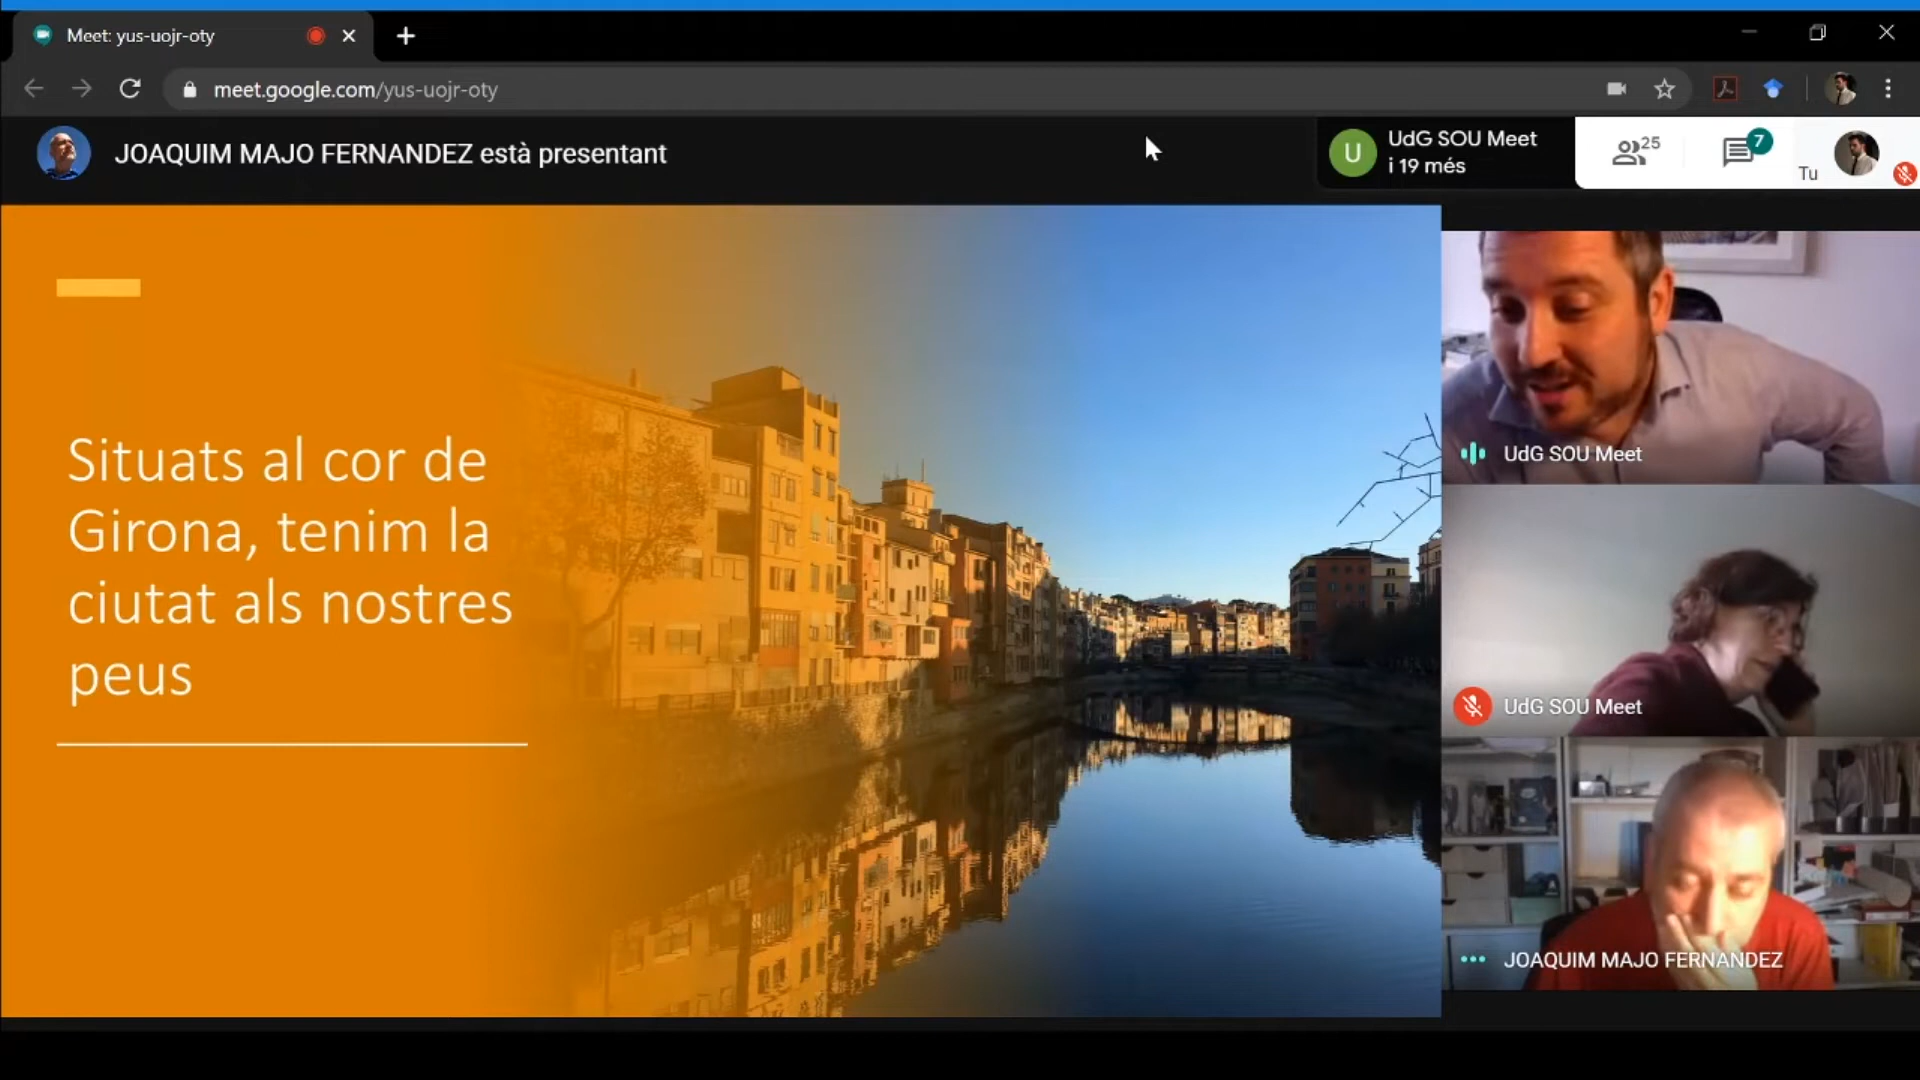 Meet: yus-uojr-oty
meet.google.com/yus-uojr-oty
JOAQUIM MAJO FERNANDEZ està presentant
U
UdG SOU Meet
i 19 més
25
7
Tu
Situats al cor de
Girona, tenim la
ciutat als nostres
peus
UdG SOU Meet
UdG SOU Meet
JOAQUIM MAJO FERNANDEZ